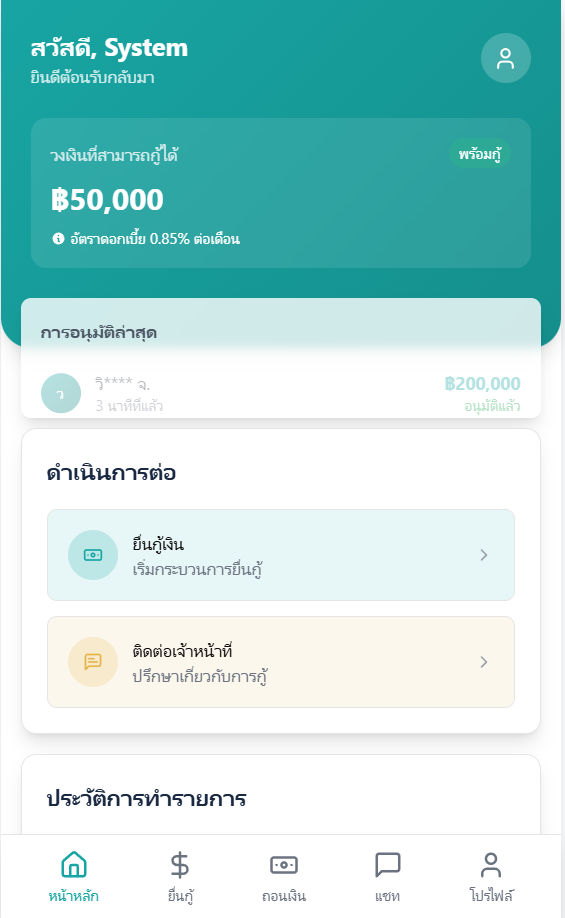 สวัสดี, System
ยินดีต้อนรับกลับมา
วงเงินที่สามารถกู้ได้
พร้อมกู้
฿50,000
อัตราดอกเบี้ย 0.85% ต่อเดือน
การอนุมัติล่าสุด
ว
วิ**** จ.
฿200,000
3 นาทีที่แล้ว
อนุมัติแล้ว
ดำเนินการต่อ
ยื่นกู้เงิน
เริ่มกระบวนการยื่นกู้
ติดต่อเจ้าหน้าที่
ปรึกษาเกี่ยวกับการกู้
ประวัติการทำรายการ
หน้าหลัก
ยื่นกู้
ถอนเงิน
แชท
โปรไฟล์